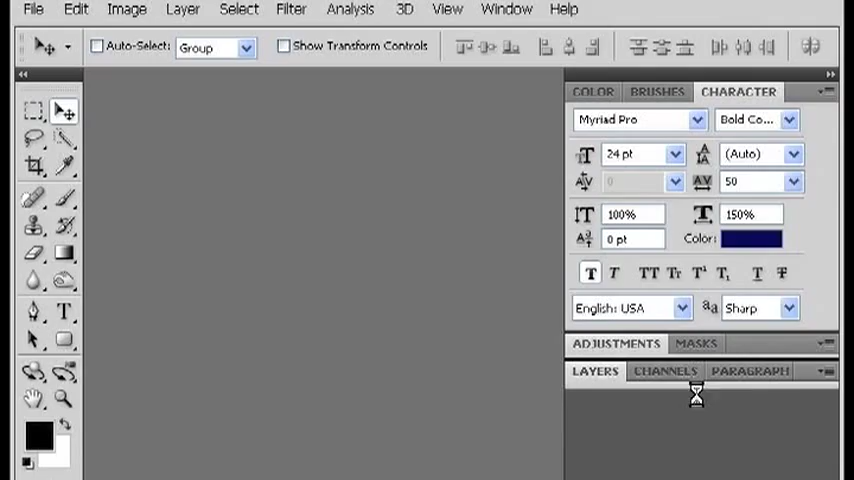 File Edit Image Layer Select Filter Analysis 3D View Window Help
Auto-Select: Group Show Transform Controls
COLOR BRUSHES CHARACTER
Myriad Pro Bold Co...
24 pt (Auto)
0 50
100% 150%
0 pt Color:
T T TT Tr T¹ T₁ T T
English: USA aa Sharp
ADJUSTMENTS MASKS
LAYERS CHANNELS PARAGRAPH